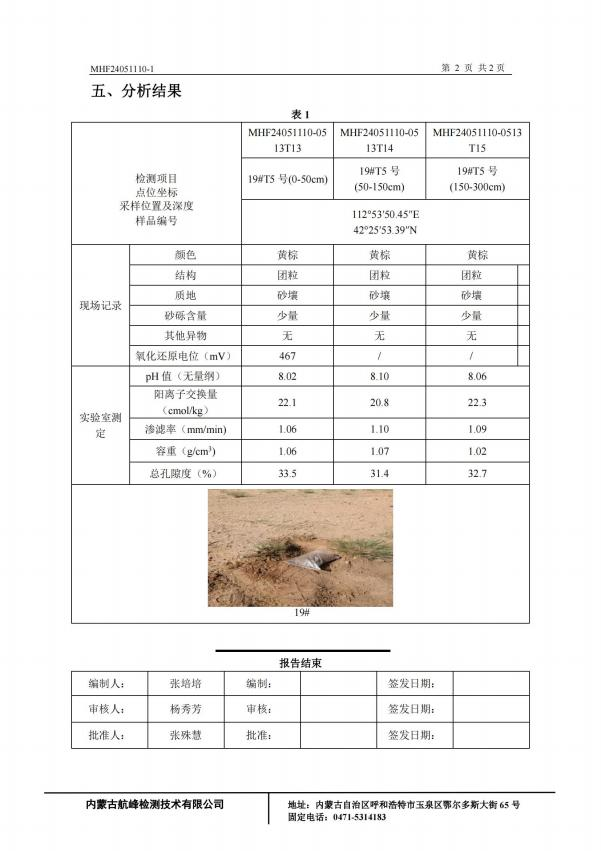 MHF24051110-1 第 2 页 共 2 页
五、分析结果
表 1
检测项目
点位坐标
采样位置及深度
样品编号
MHF24051110-05
13T13
MHF24051110-05
13T14
MHF24051110-0513
T15
19#T5 号(0-50cm)
19#T5 号
(50-150cm)
19#T5 号
(150-300cm)
112°53′50.45″E
42°25′53.39″N
现场记录
颜色 黄棕 黄棕 黄棕
结构 团粒 团粒 团粒
质地 砂壤 砂壤 砂壤
砂砾含量 少量 少量 少量
其他异物 无 无 无
氧化还原电位（mV） 467 / /
实验室测
定
pH 值（无量纲） 8.02 8.10 8.06
阳离子交换量
（cmol/kg） 22.1 20.8 22.3
渗滤率（mm/min) 1.06 1.10 1.09
容重（g/cm³) 1.06 1.07 1.02
总孔隙度（%） 33.5 31.4 32.7
19#
报告结束
编制人： 张培培 编制： 签发日期：
审核人： 杨秀芳 审核： 签发日期：
批准人： 张殊慧 批准： 签发日期：
内蒙古航峰检测技术有限公司
地址：内蒙古自治区呼和浩特市玉泉区鄂尔多斯大街 65 号
固定电话：0471-5314183